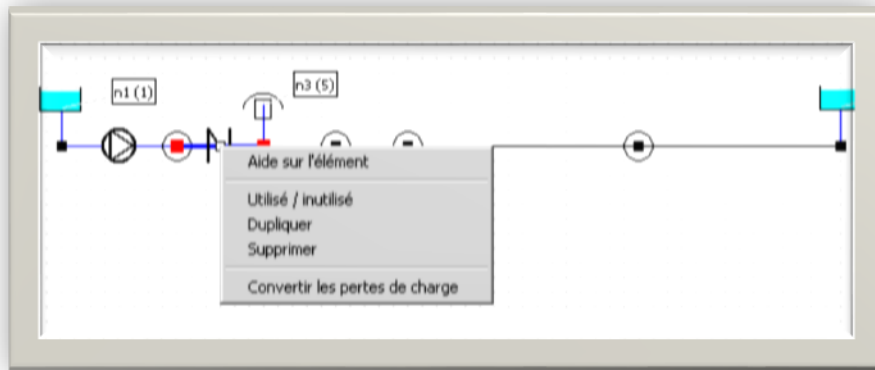 n1 (1)
n3 (5)
Aide sur l'élément
Utilisé / inutilisé
Dupliquer
Supprimer
Convertir les pertes de charge